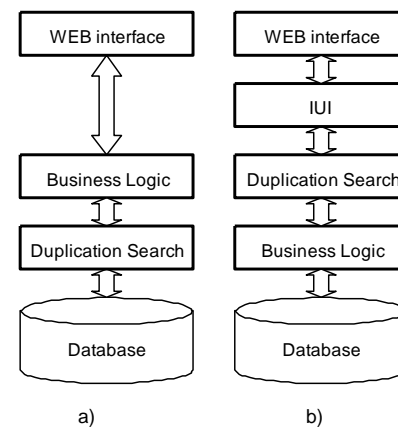 WEB interface
Business Logic
Duplication Search
Database
a)
WEB interface
IUI
Duplication Search
Business Logic
Database
b)